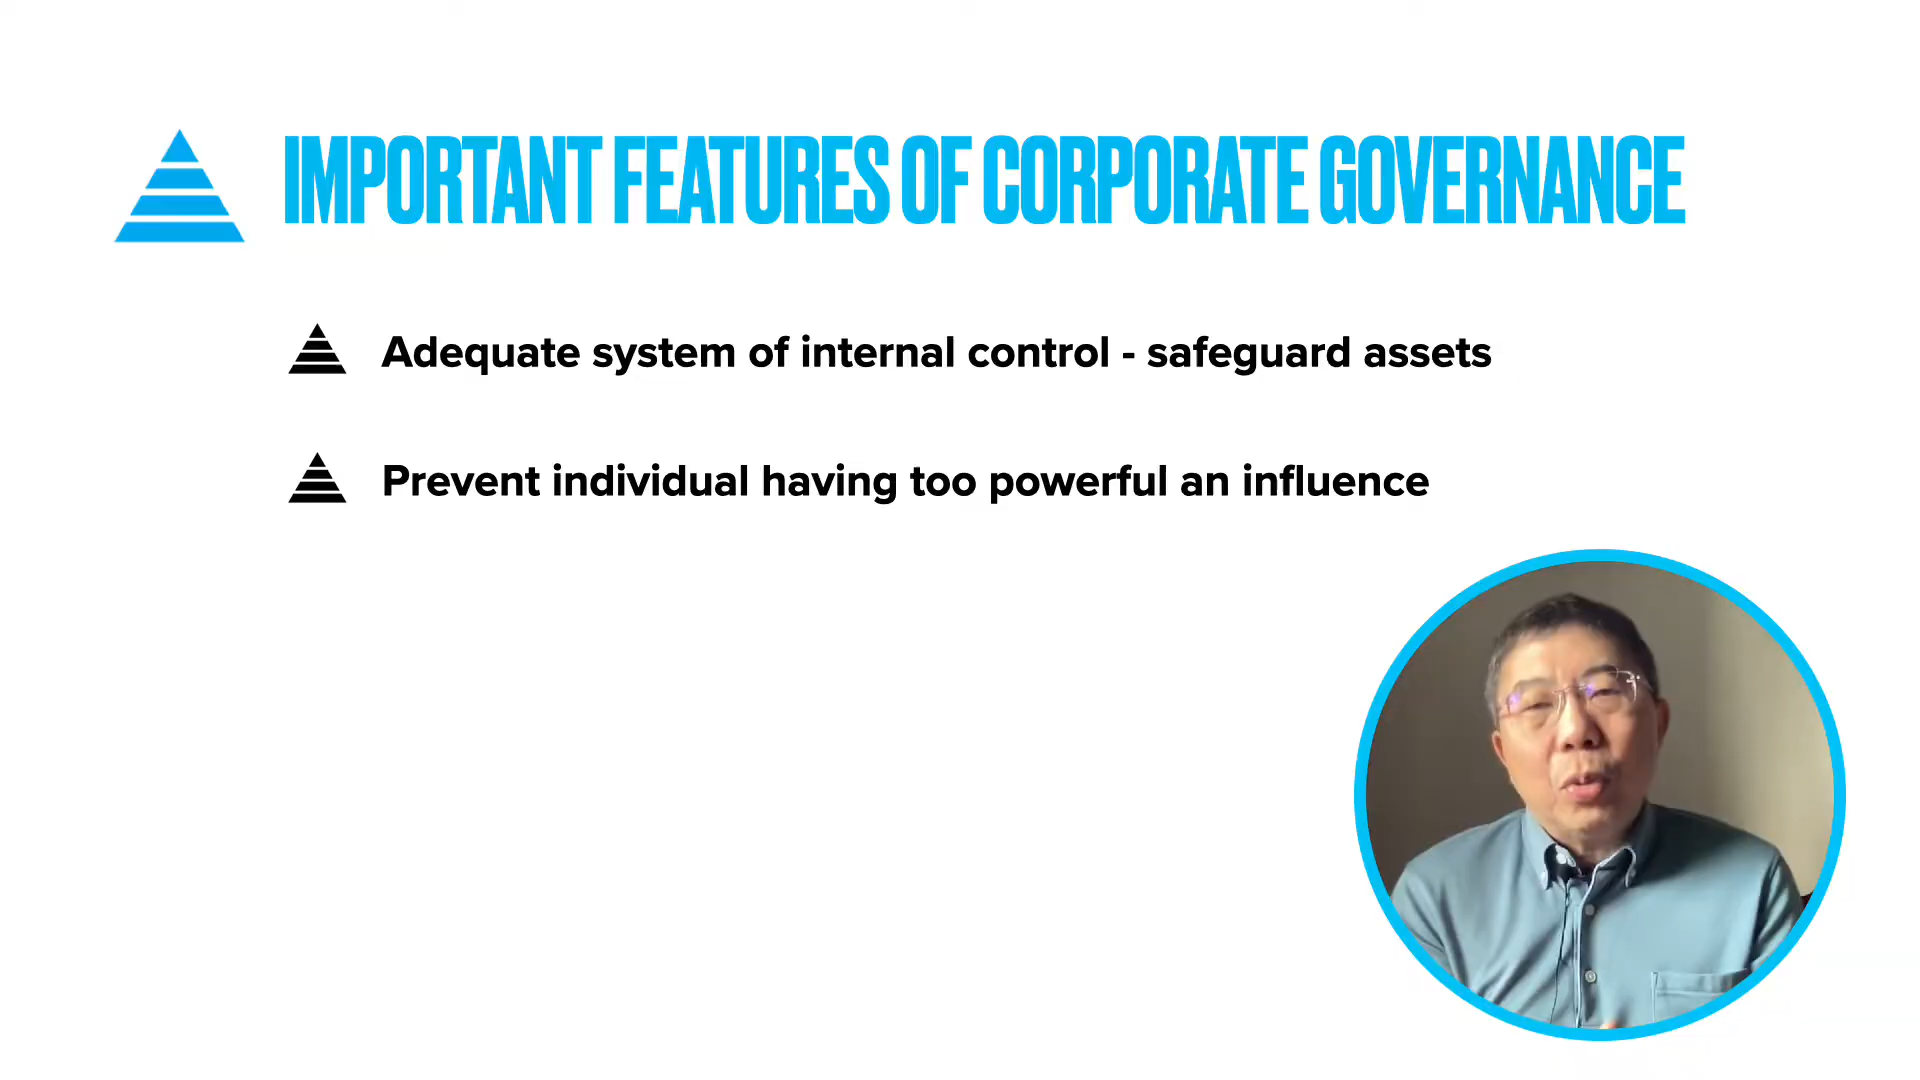 IMPORTANT FEATURES OF CORPORATE GOVERNANCE
Adequate system of internal control - safeguard assets
Prevent individual having too powerful an influence